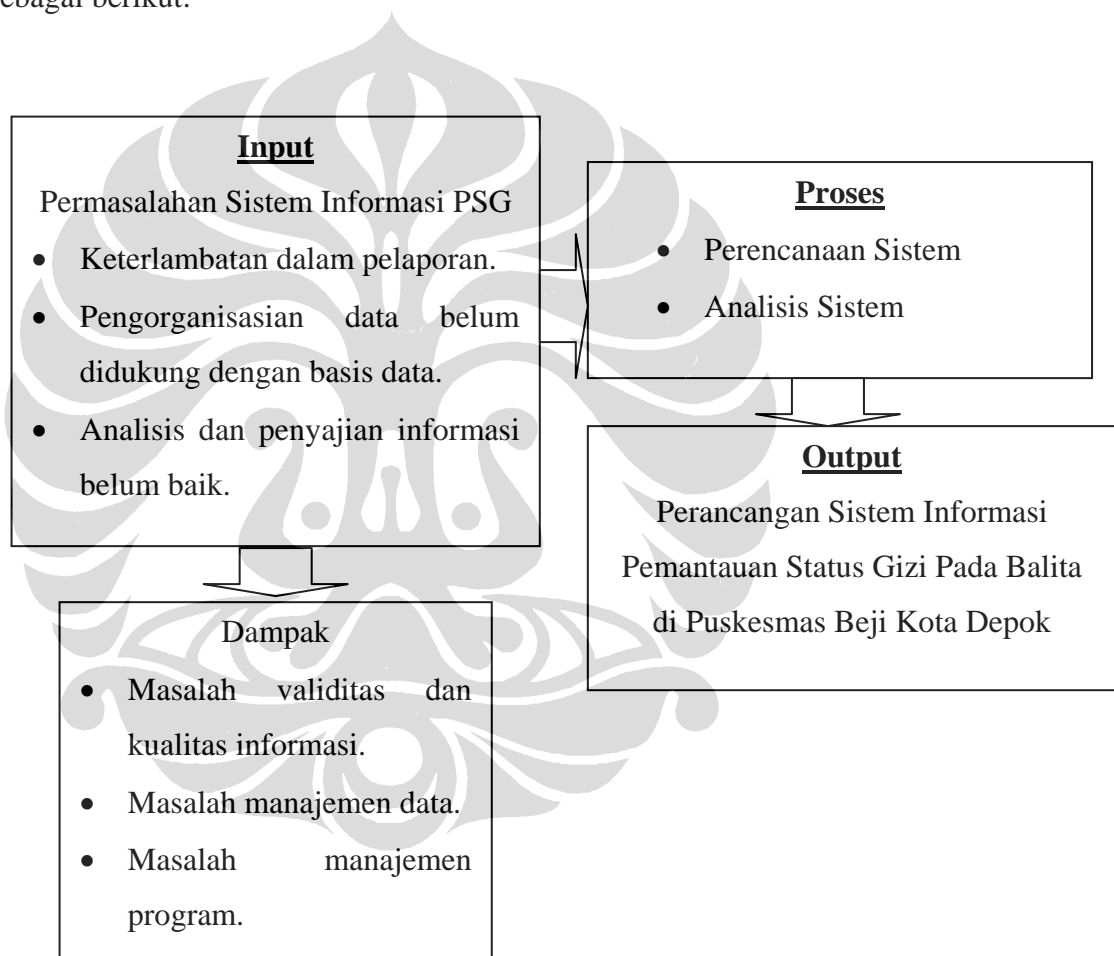 ebagai berikut:
Input
Permasalahan Sistem Informasi PSG
• Keterlambatan dalam pelaporan.
• Pengorganisasian data belum
didukung dengan basis data.
• Analisis dan penyajian informasi
belum baik.
Proses
• Perencanaan Sistem
• Analisis Sistem
Output
Perancangan Sistem Informasi
Pemantauan Status Gizi Pada Balita
di Puskesmas Beji Kota Depok
Dampak
• Masalah validitas dan
kualitas informasi.
• Masalah manajemen data.
• Masalah manajemen
program.